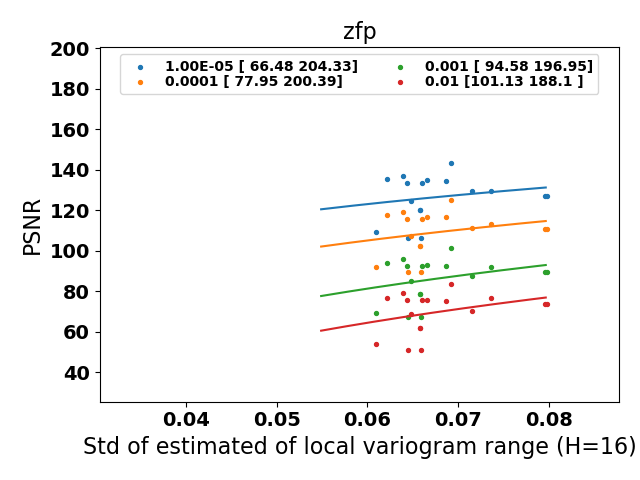 zfp
1.00E-05 [ 66.48 204.33]
0.0001 [ 77.95 200.39]
0.001 [ 94.58 196.95]
0.01 [101.13 188.1 ]
PSNR
200
180
160
140
120
100
80
60
40
0.04 0.05 0.06 0.07 0.08
Std of estimated of local variogram range (H=16)